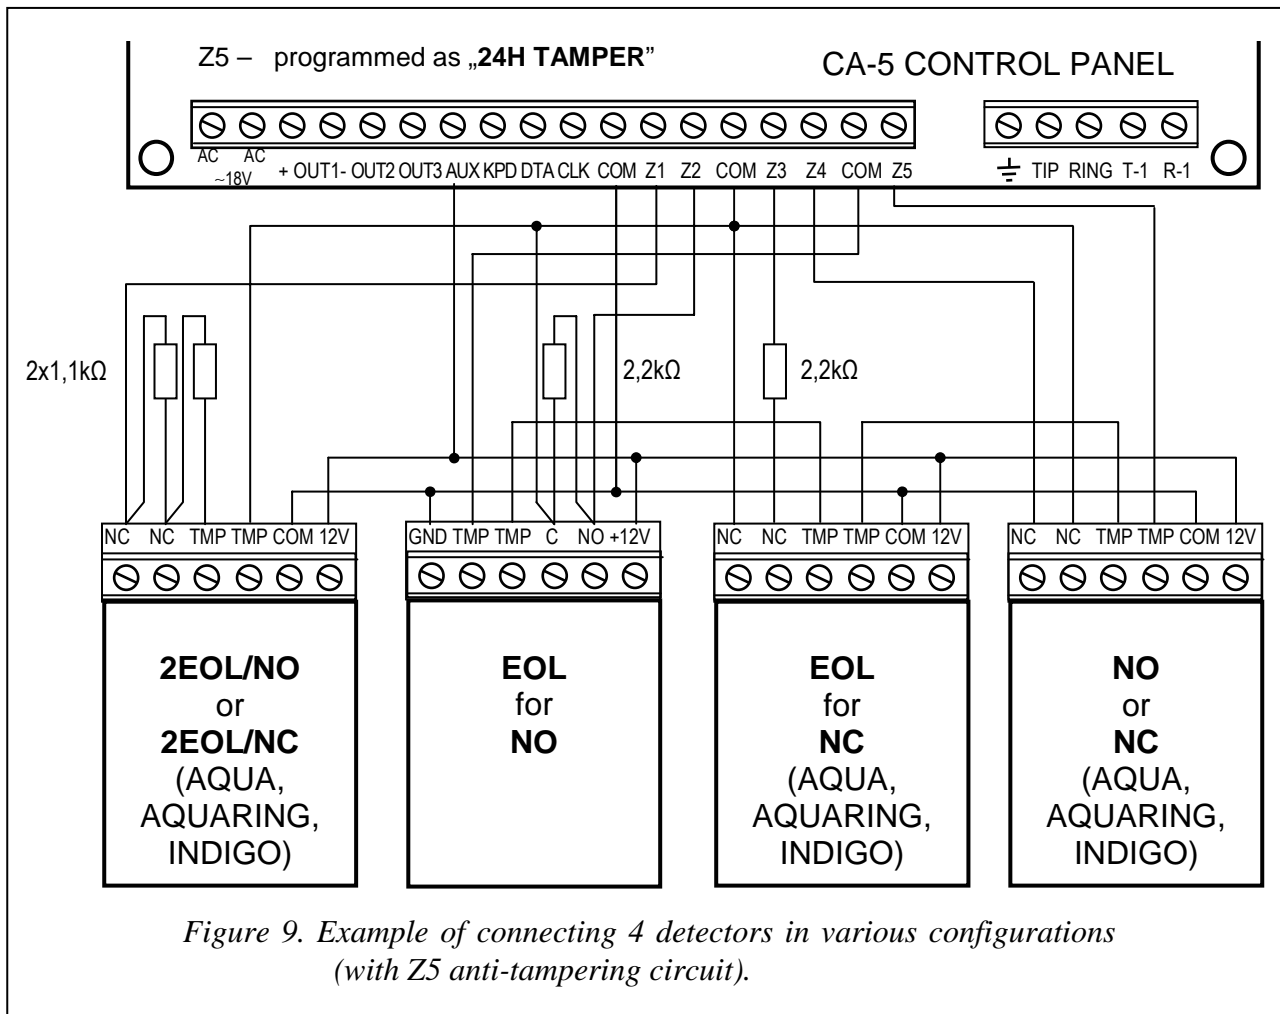 Z5 – programmed as „24H TAMPER”
CA-5 CONTROL PANEL
AC AC
~18V
+ OUT1- OUT2 OUT3 AUX KPD DTA CLK COM Z1 Z2 COM Z3 Z4 COM Z5
TIP RING T-1 R-1
2x1,1kΩ
2,2kΩ
2,2kΩ
NC NC TMP TMP COM 12V
GND TMP TMP C NO +12V
NC NC TMP TMP COM 12V
NC NC TMP TMP COM 12V
2EOL/NO
or
2EOL/NC
(AQUA,
AQUARING,
INDIGO)
EOL
for
NO
EOL
for
NC
(AQUA,
AQUARING,
INDIGO)
NO
or
NC
(AQUA,
AQUARING,
INDIGO)
Figure 9. Example of connecting 4 detectors in various configurations
(with Z5 anti-tampering circuit).